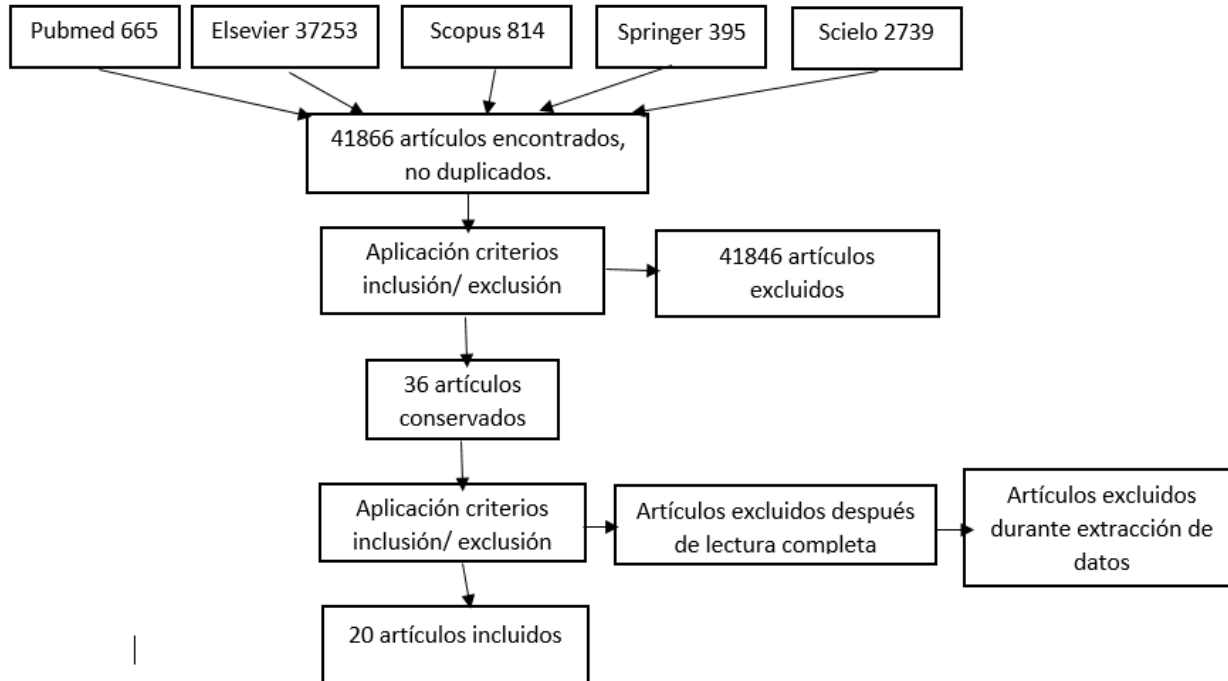 Pubmed 665
Elsevier 37253
Scopus 814
Springer 395
Scielo 2739
41866 artículos encontrados,
no duplicados.
Aplicación criterios
inclusión/ exclusión
41846 artículos
excluidos
36 artículos
conservados
Aplicación criterios
inclusión/ exclusión
Artículos excluidos después
de lectura completa
Artículos excluidos
durante extracción de
datos
20 artículos incluidos